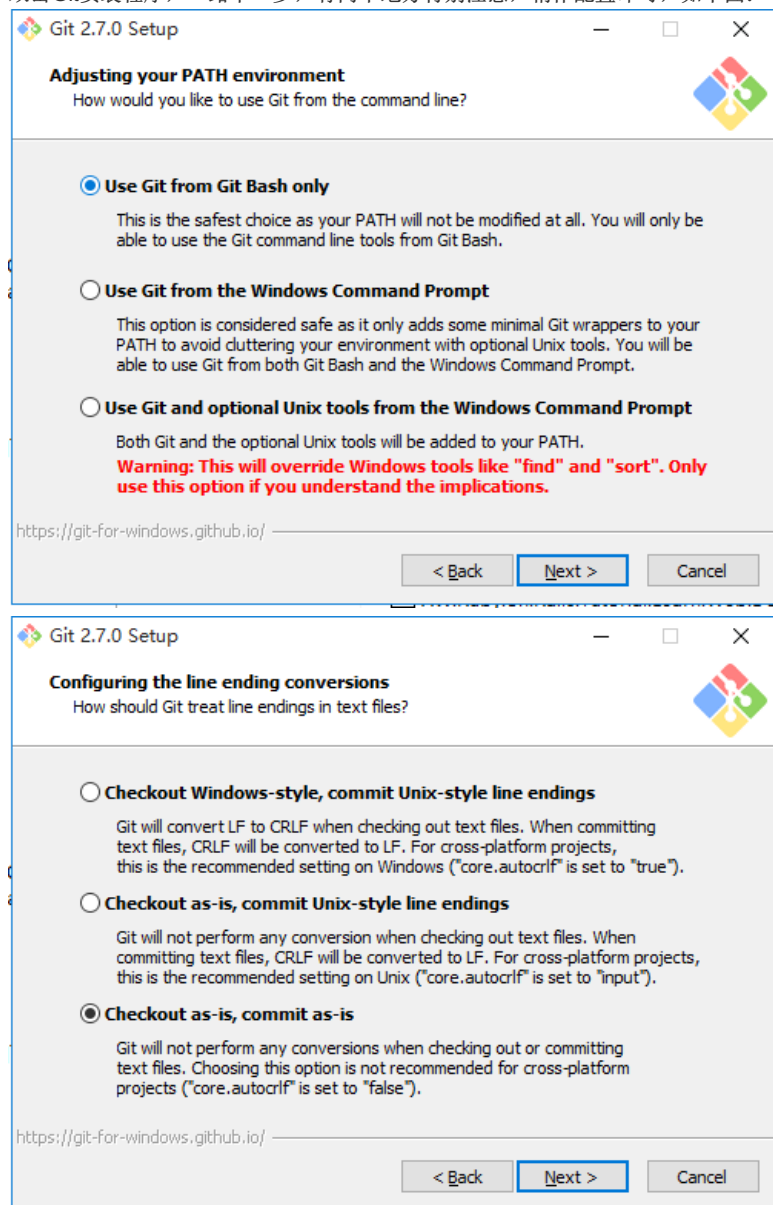 Git 2.7.0 Setup
Adjusting your PATH environment
How would you like to use Git from the command line?
Use Git from Git Bash only
This is the safest choice as your PATH will not be modified at all. You will only be
able to use the Git command line tools from Git Bash.
Use Git from the Windows Command Prompt
This option is considered safe as it only adds some minimal Git wrappers to your
PATH to avoid cluttering your environment with optional Unix tools. You will be
able to use Git from both Git Bash and the Windows Command Prompt.
Use Git and optional Unix tools from the Windows Command Prompt
Both Git and the optional Unix tools will be added to your PATH.
Warning: This will override Windows tools like "find" and "sort". Only
use this option if you understand the implications.
https://git-for-windows.github.io/
< Back Next > Cancel
Git 2.7.0 Setup
Configuring the line ending conversions
How should Git treat line endings in text files?
Checkout Windows-style, commit Unix-style line endings
Git will convert LF to CRLF when checking out text files. When committing
text files, CRLF will be converted to LF. For cross-platform projects,
this is the recommended setting on Windows ("core.autocrlf" is set to "true").
Checkout as-is, commit Unix-style line endings
Git will not perform any conversion when checking out text files. When
committing text files, CRLF will be converted to LF. For cross-platform projects,
this is the recommended setting on Unix ("core.autocrlf" is set to "input").
Checkout as-is, commit as-is
Git will not perform any conversions when checking out or committing
text files. Choosing this option is not recommended for cross-platform
projects ("core.autocrlf" is set to "false").
https://git-for-windows.github.io/
< Back Next > Cancel